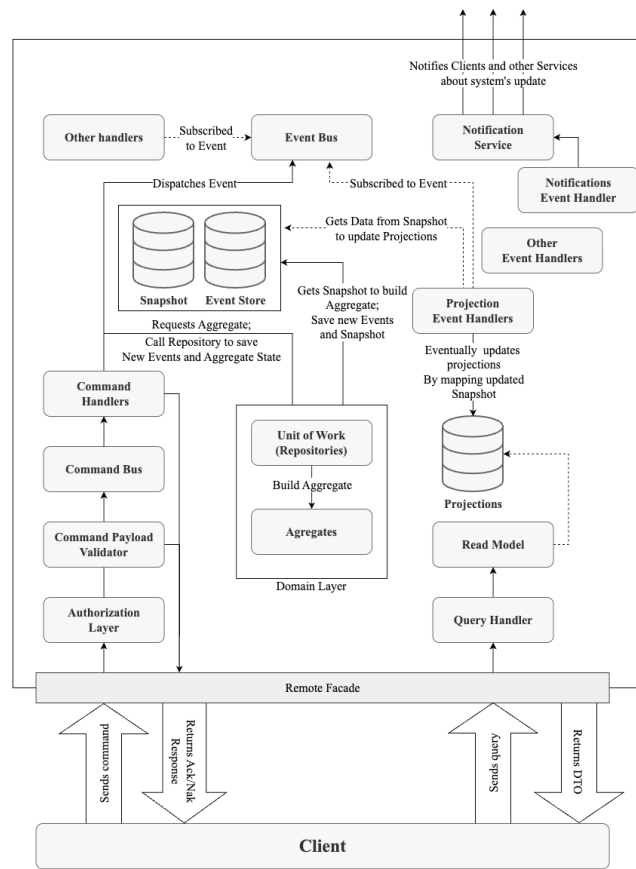 Notifies Clients and other Services
about system's update
Other handlers
Subscribed
to Event
Event Bus
Notification
Service
Dispatches Event
Subscribed to Event
Notifications
Event Handler
Gets Data from Snapshot
to update Projections
Other
Event Handlers
Snapshot
Event Store
Gets Snapshot to build
Aggregate;
Save new Events
and Snapshot
Projection
Event Handlers
Requests Aggregate;
Call Repository to save
New Events and Aggregate State
Eventually updates
projections
By mapping updated
Snapshot
Command
Handlers
Unit of Work
(Repositories)
Command Bus
Build Aggregate
Projections
Command Payload
Validator
Agregates
Read Model
Domain Layer
Authorization
Layer
Query Handler
Remote Facade
Sends command
Returns Ack/Nak
Response
Sends query
Returns DTO
Client